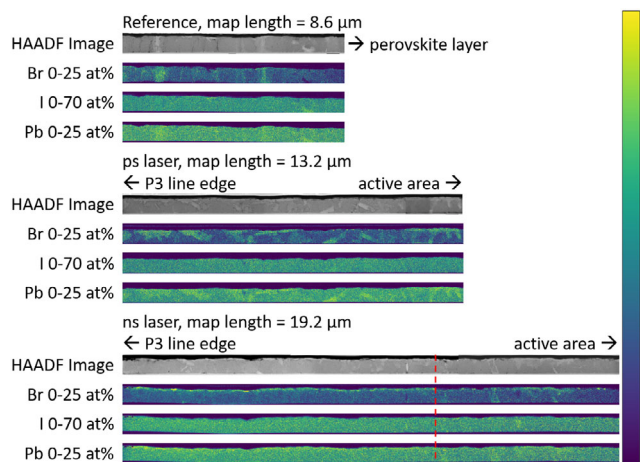 Reference, map length = 8.6 µm
HAADF Image → perovskite layer
Br 0-25 at%
I 0-70 at%
Pb 0-25 at%
ps laser, map length = 13.2 µm
← P3 line edge active area →
HAADF Image
Br 0-25 at%
I 0-70 at%
Pb 0-25 at%
ns laser, map length = 19.2 µm
← P3 line edge active area →
HAADF Image
Br 0-25 at%
I 0-70 at%
Pb 0-25 at%